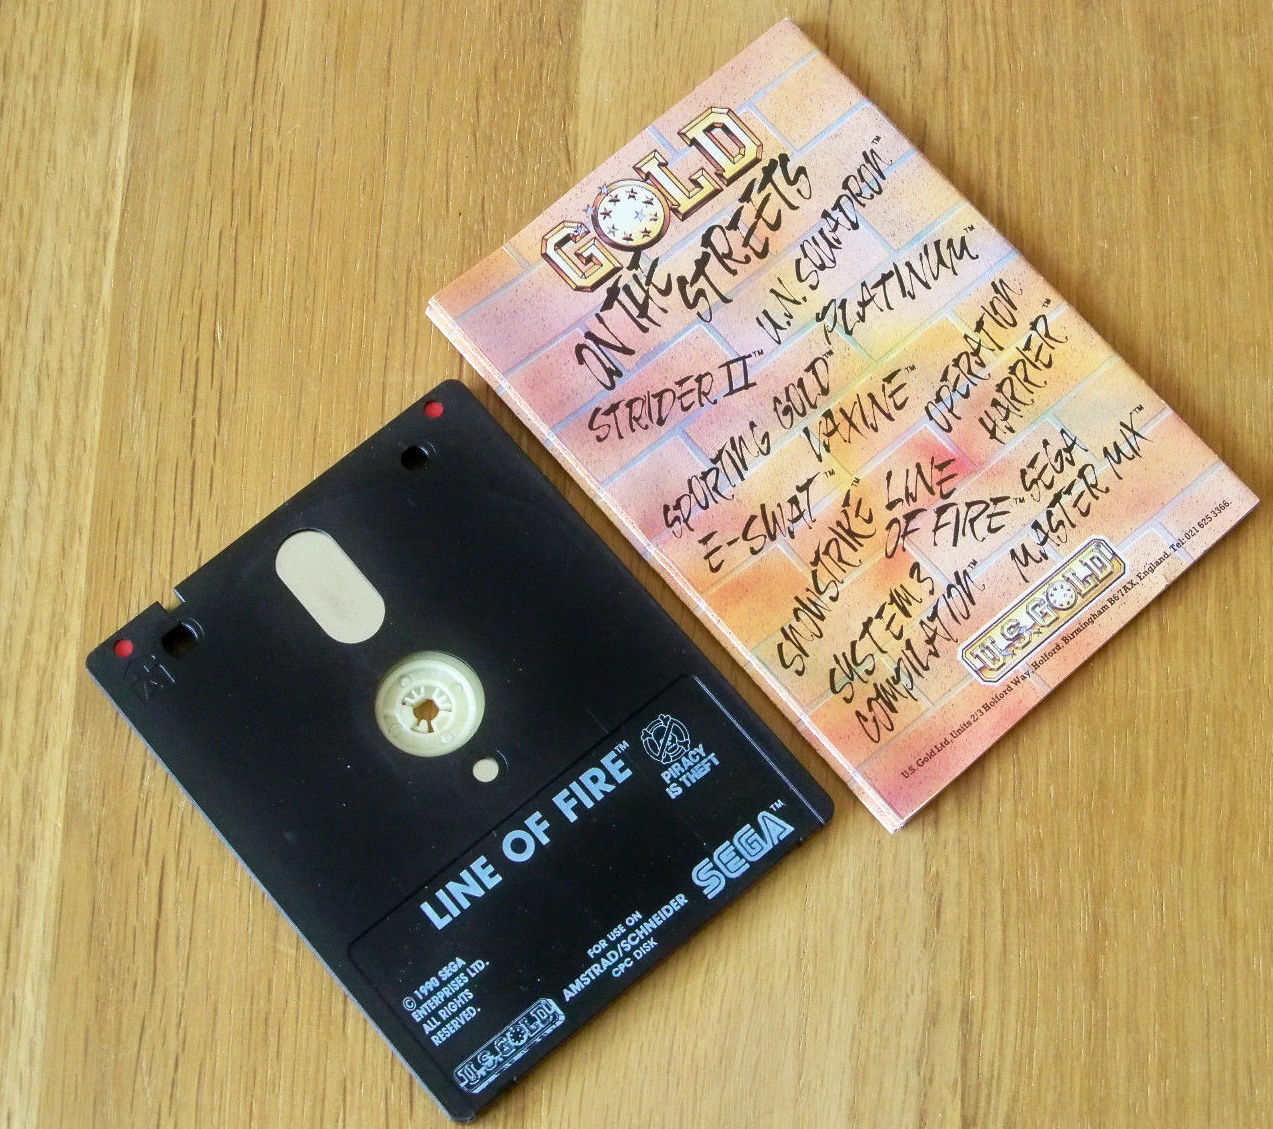 GOLD
ON THE
STREETS
STRIDER II™ U.N. SQUADRON™
SPORTING GOLD™ PLATINUM™
E-SWAT™ VAXINE™ OPERATION
HARRIER™
SNOWSTRIKE™ LINE
OF FIRE™ SEGA
MASTER MIX™
SYSTEM 3
COMPILATION™
U.S. GOLD
U.S. Gold Ltd, Units 2/3 Holford Way, Holford, Birmingham B6 7AX, England. Tel: 021 625 3366.
LINE OF FIRE™
PIRACY
IS THEFT
SEGA™
FOR USE ON
AMSTRAD/SCHNEIDER
CPC DISK
© 1990 SEGA
ENTERPRISES LTD.
ALL RIGHTS
RESERVED.
U.S. GOLD